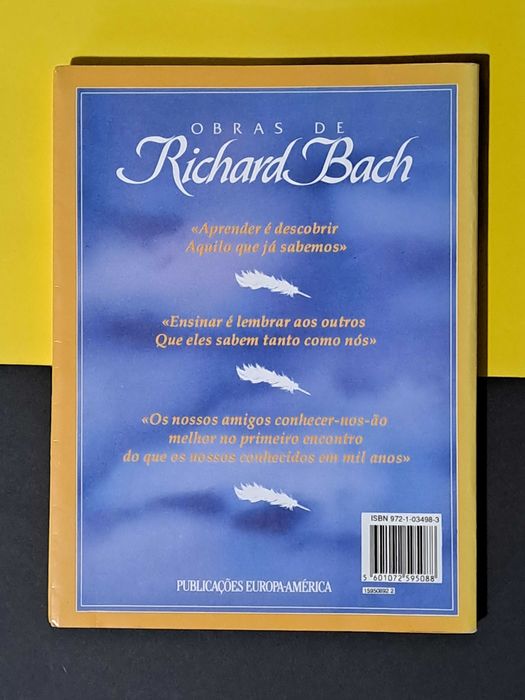 OBRAS DE
Richard Bach
«Aprender é descobrir
Aquilo que já sabemos»
«Ensinar é lembrar aos outros
Que eles sabem tanto como nós»
«Os nossos amigos conhecer-nos-ão
melhor no primeiro encontro
do que os nossos conhecidos em mil anos»
ISBN 972-1-03498-3
5 601072 595088
15950892 2
PUBLICAÇÕES EUROPA-AMÉRICA